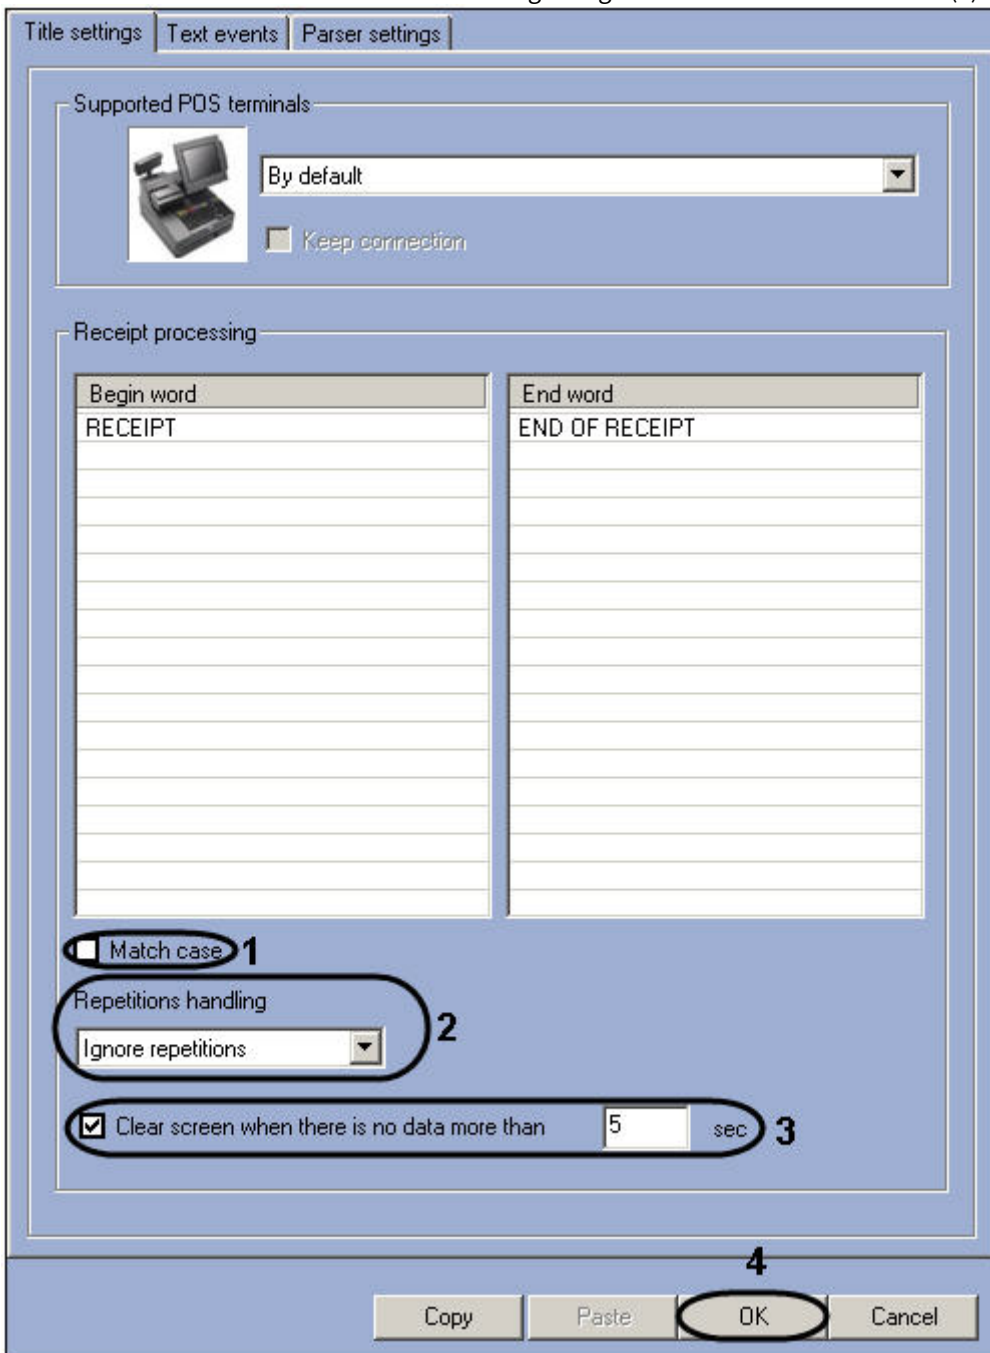 Title settings Text events Parser settings
Supported POS terminals
By default
Keep connection
Receipt processing
Begin word End word
RECEIPT END OF RECEIPT
Match case 1
Repetitions handling
Ignore repetitions 2
Clear screen when there is no data more than 5 sec 3
4
Copy Paste OK Cancel